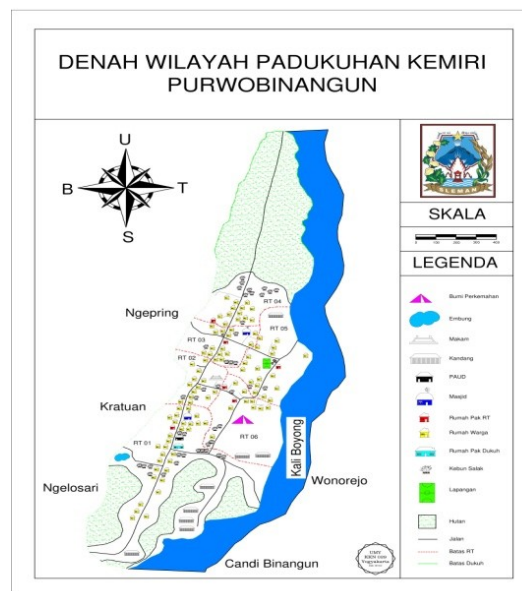 DENAH WILAYAH PADUKUHAN KEMIRI
PURWOBINANGUN
U
B
T
S
Ngepring
RT 04
RT 05
RT 03
RT 02
Kratuan
RT 01
RT 06
Ngelosari
Kali Boyong
Wonorejo
Candi Binangun
SLEMAN
SKALA
LEGENDA
Bumi Perkemahan
Embung
Makam
Kandang
PAUD
Masjid
Rumah Pak RT
Rumah Warga
Rumah Pak Dukuh
Kebun Salak
Lapangan
Hutan
Jalan
Batas RT
Batas Dukuh
UMY
Yogyakarta